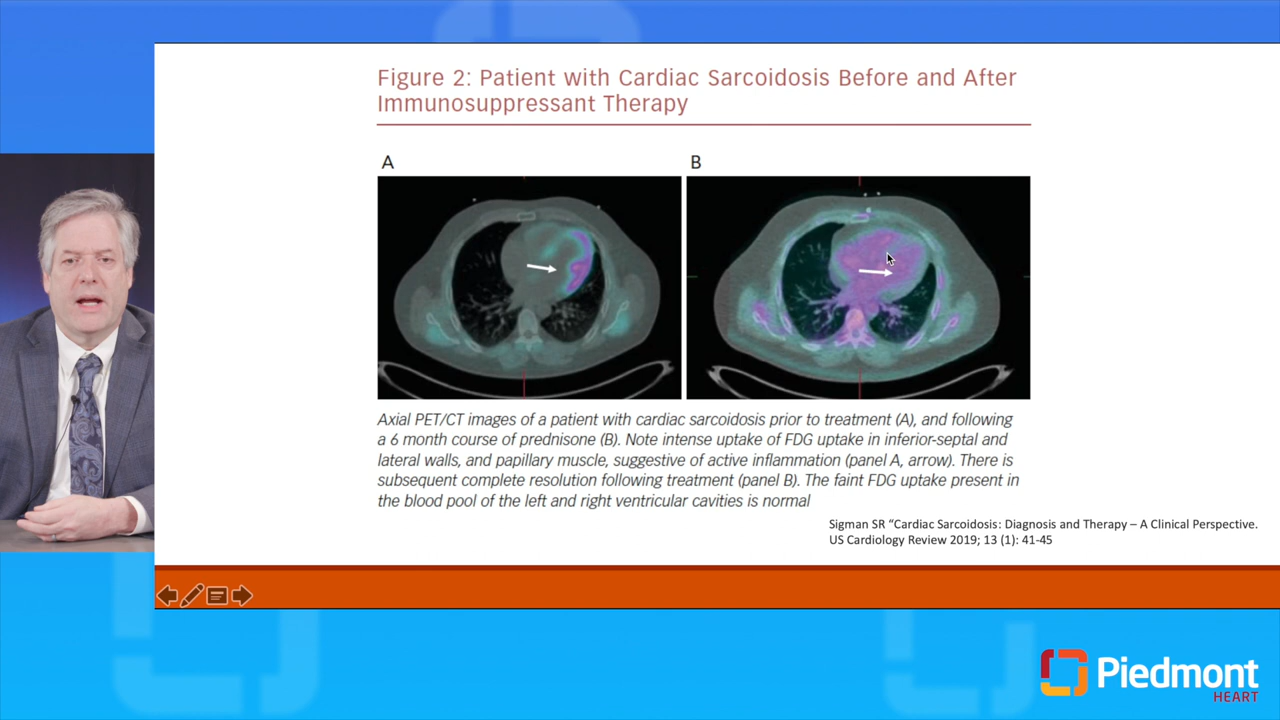 Figure 2: Patient with Cardiac Sarcoidosis Before and After
Immunosuppressant Therapy
A
B
Axial PET/CT images of a patient with cardiac sarcoidosis prior to treatment (A), and following
a 6 month course of prednisone (B). Note intense uptake of FDG uptake in inferior-septal and
lateral walls, and papillary muscle, suggestive of active inflammation (panel A, arrow). There is
subsequent complete resolution following treatment (panel B). The faint FDG uptake present in
the blood pool of the left and right ventricular cavities is normal
Sigman SR “Cardiac Sarcoidosis: Diagnosis and Therapy – A Clinical Perspective.
US Cardiology Review 2019; 13 (1): 41-45
Piedmont
HEART